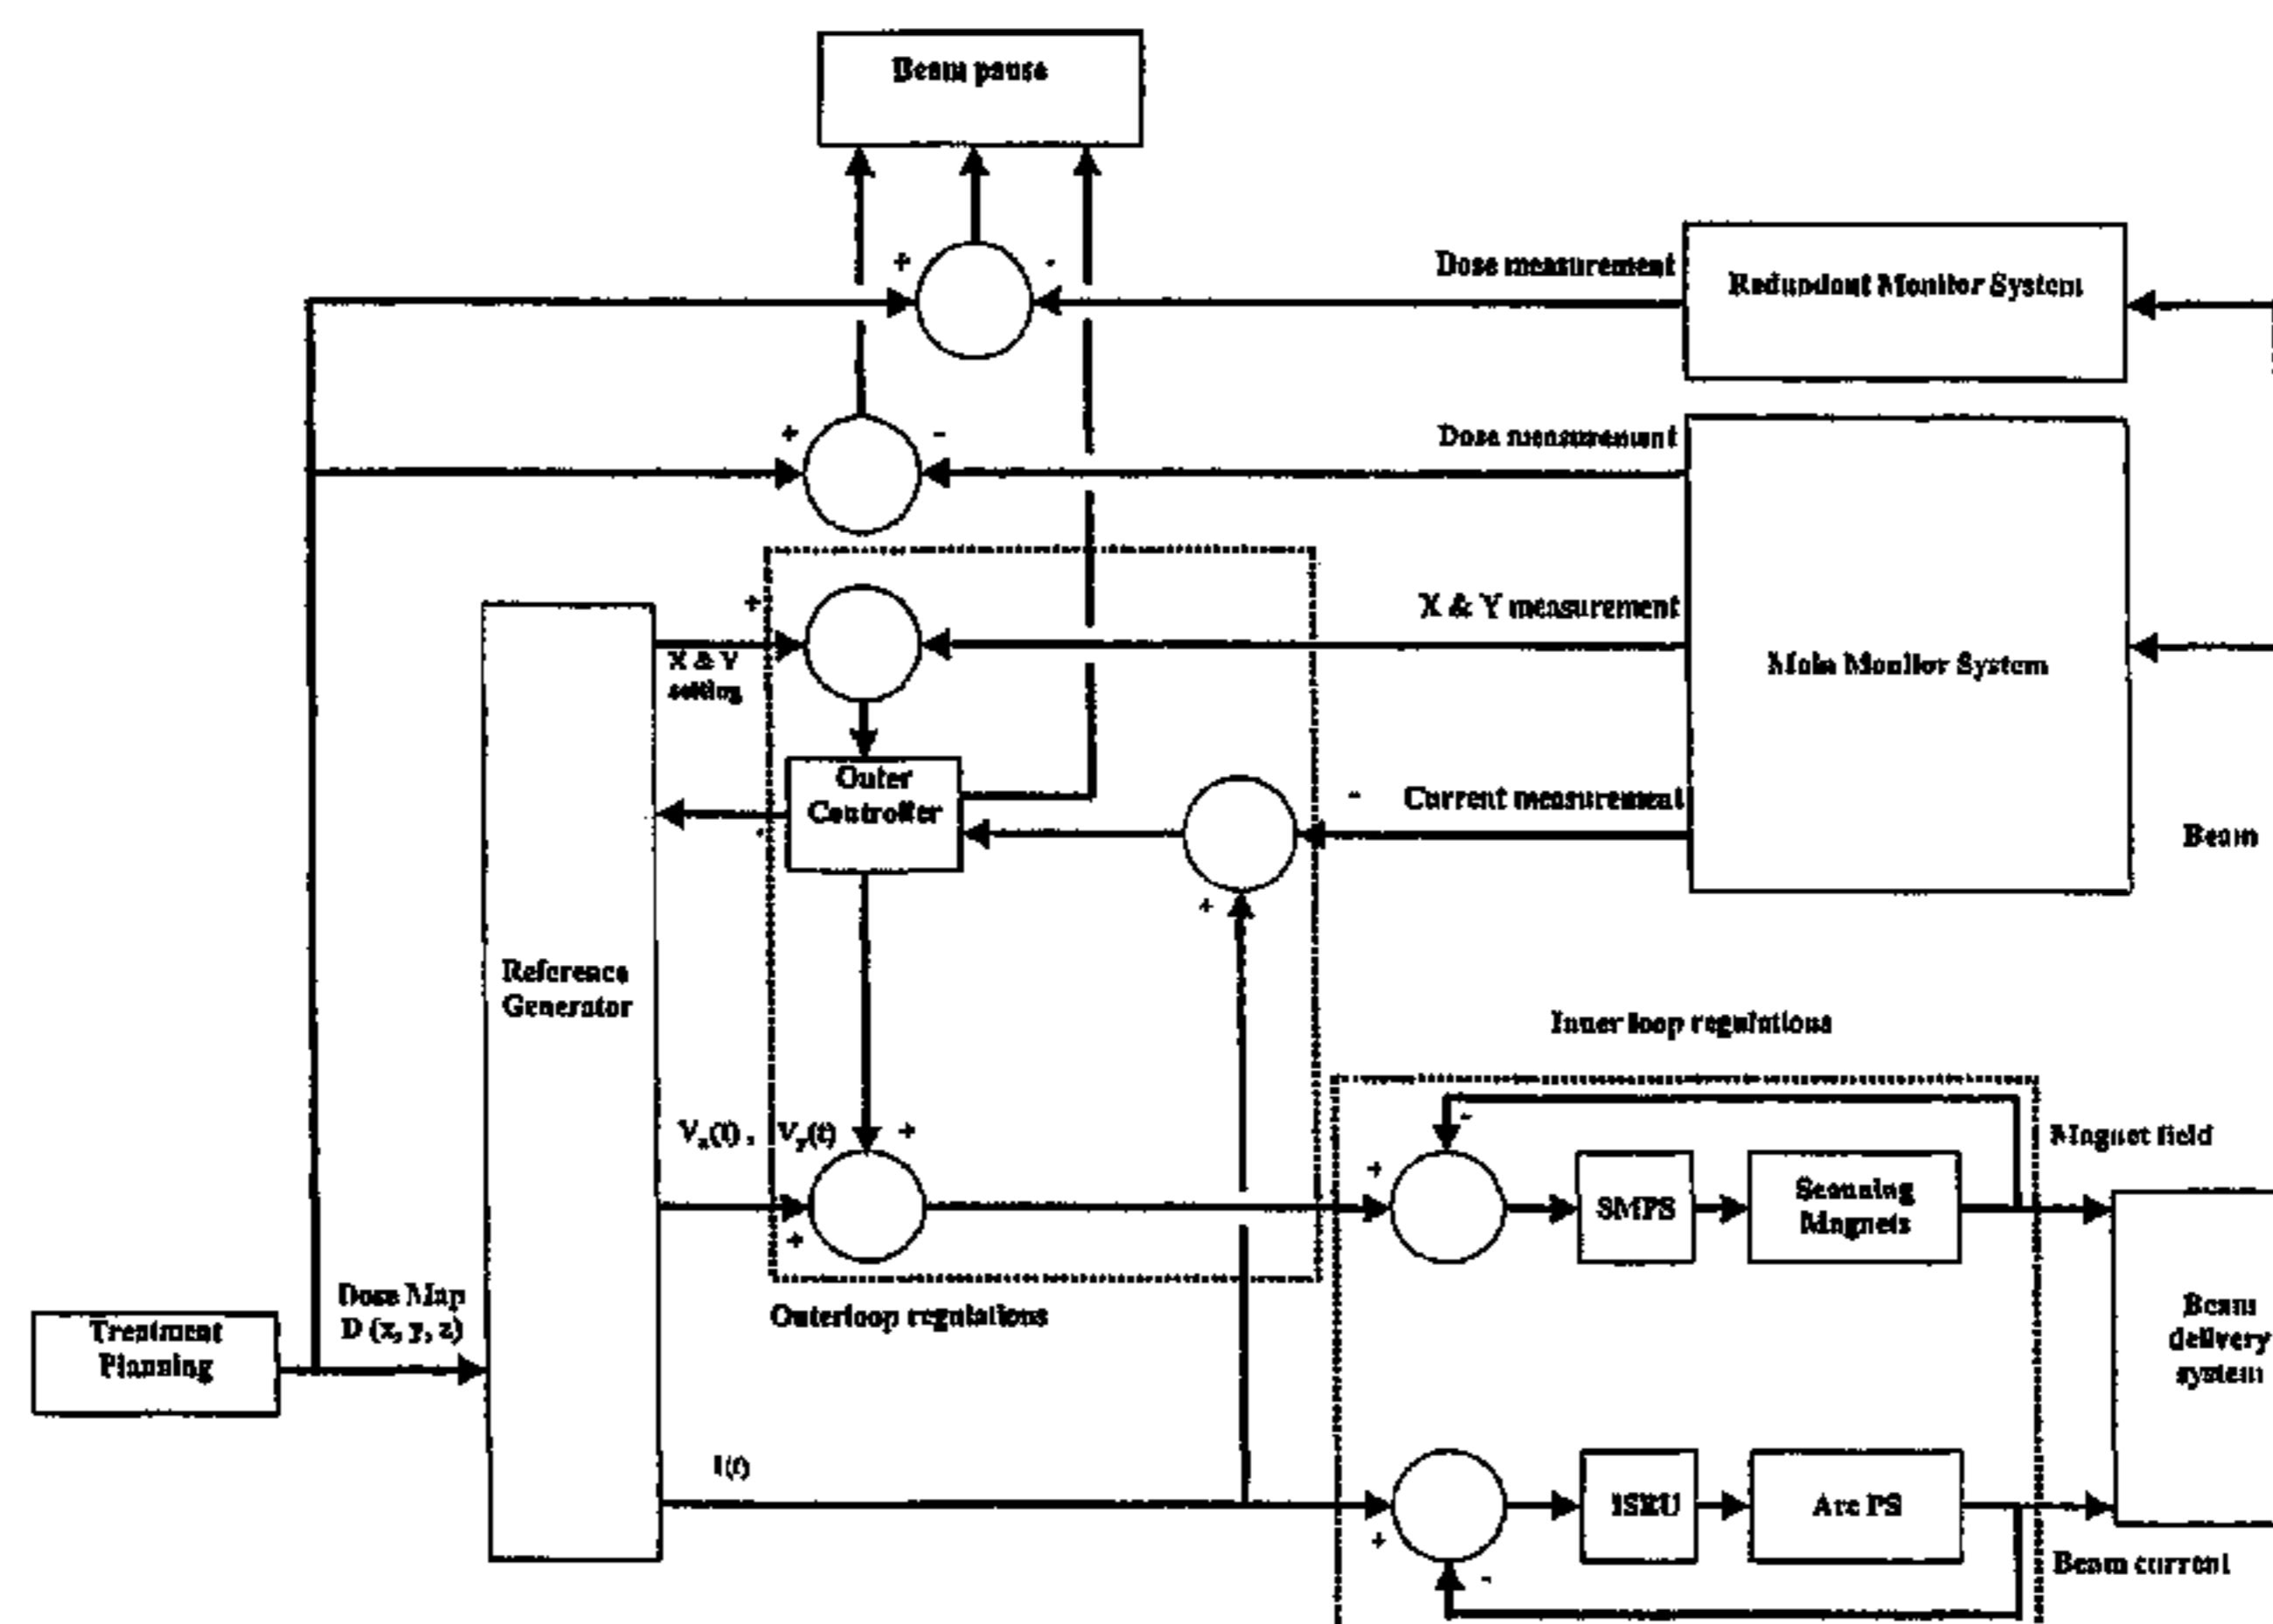 Beam pause
+
-
Dose measurement
Redundant Monitor System
+
-
Dose measurement
+
X & Y measurement
X & Y
setting
Main Monitor System
Outer
Controller
-
-
Current measurement
Beam
+
Reference
Generator
Inner loop regulations
Vx(t) , Vy(t)
+
-
Magnet field
+
SMPS
Scanning
Magnets
+
Dose Map
D (x, y, z)
Outerloop regulations
Treatment
Planning
Beam
delivery
system
I(t)
ISEU
Arc PS
+
-
Beam current